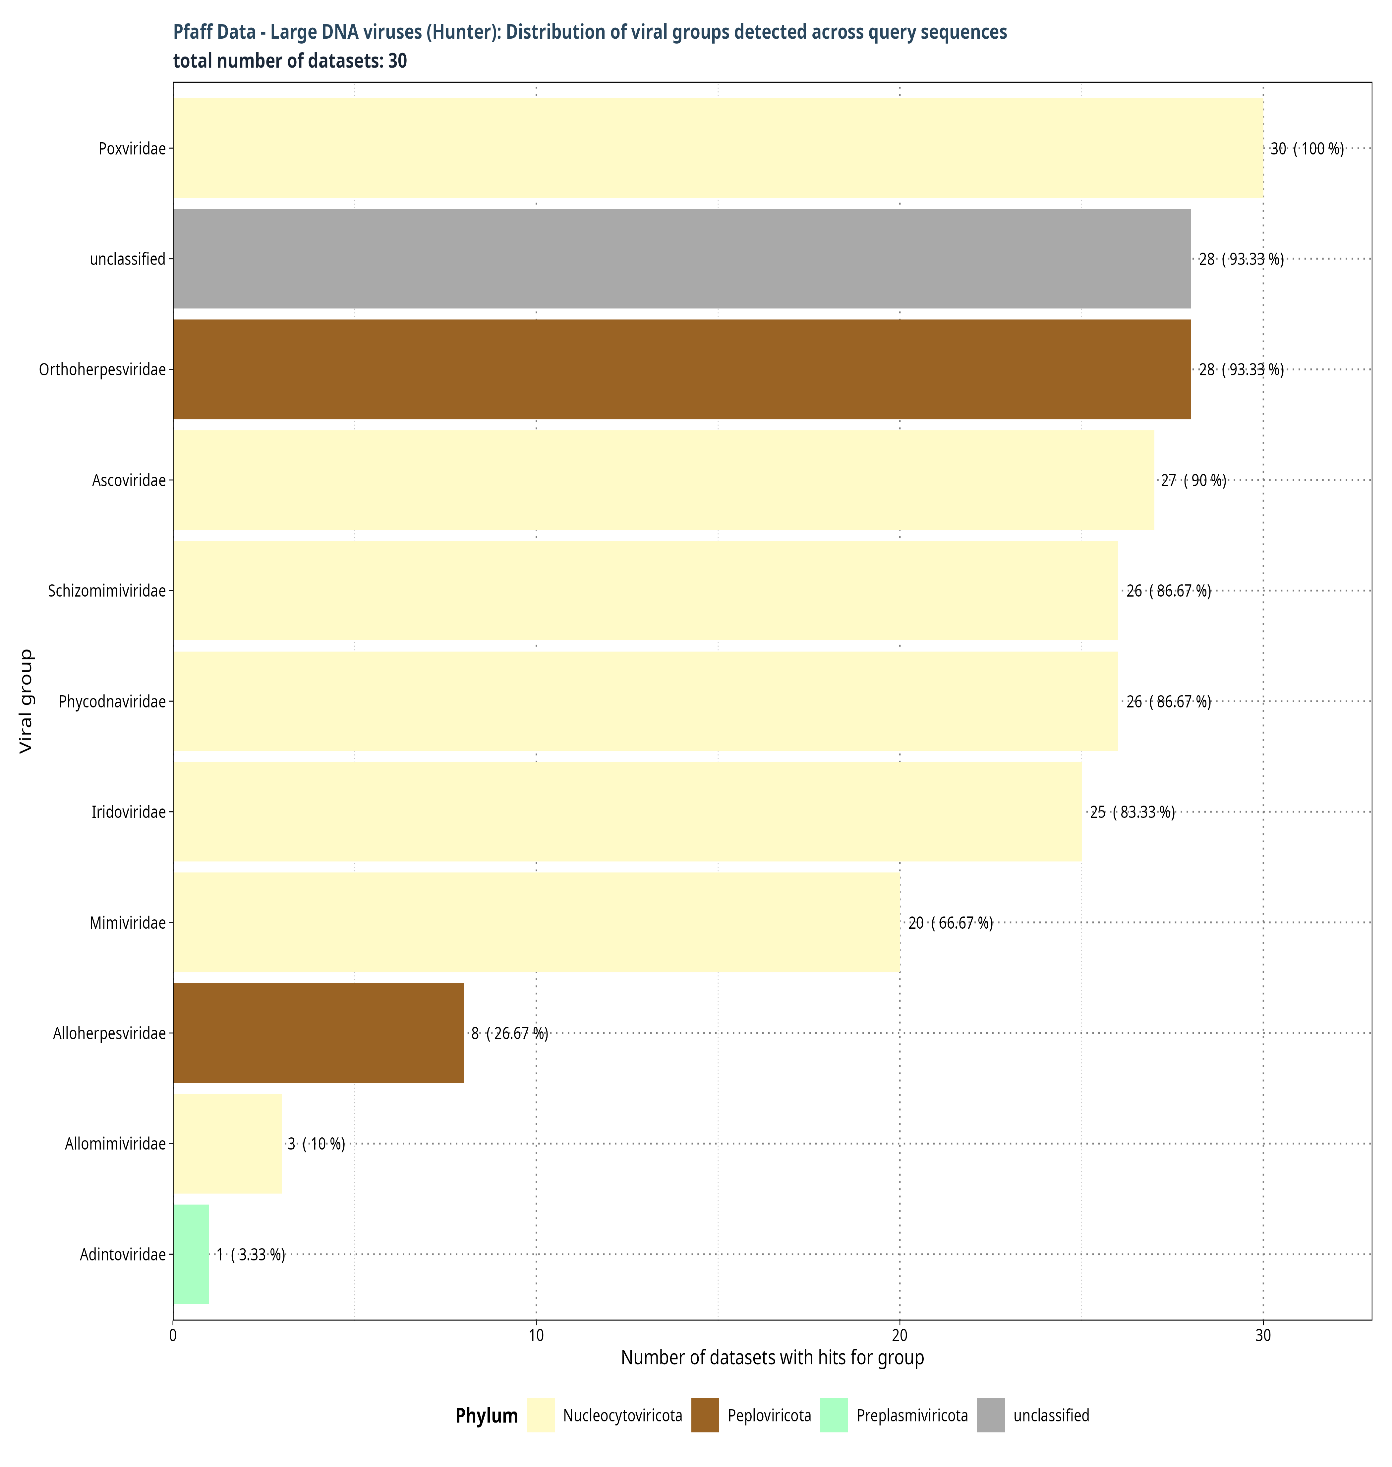 Pfaff Data - Large DNA viruses (Hunter): Distribution of viral groups detected across query sequences
total number of datasets: 30
Viral group
Poxviridae
30 ( 100 %)
unclassified
28 ( 93.33 %)
Orthoherpesviridae
28 ( 93.33 %)
Ascoviridae
27 ( 90 %)
Schizomimiviridae
26 ( 86.67 %)
Phycodnaviridae
26 ( 86.67 %)
Iridoviridae
25 ( 83.33 %)
Mimiviridae
20 ( 66.67 %)
Alloherpesviridae
8 ( 26.67 %)
Allomimiviridae
3 ( 10 %)
Adintoviridae
1 ( 3.33 %)
0 10 20 30
Number of datasets with hits for group
Phylum Nucleocytoviricota Peploviricota Preplasmiviricota unclassified